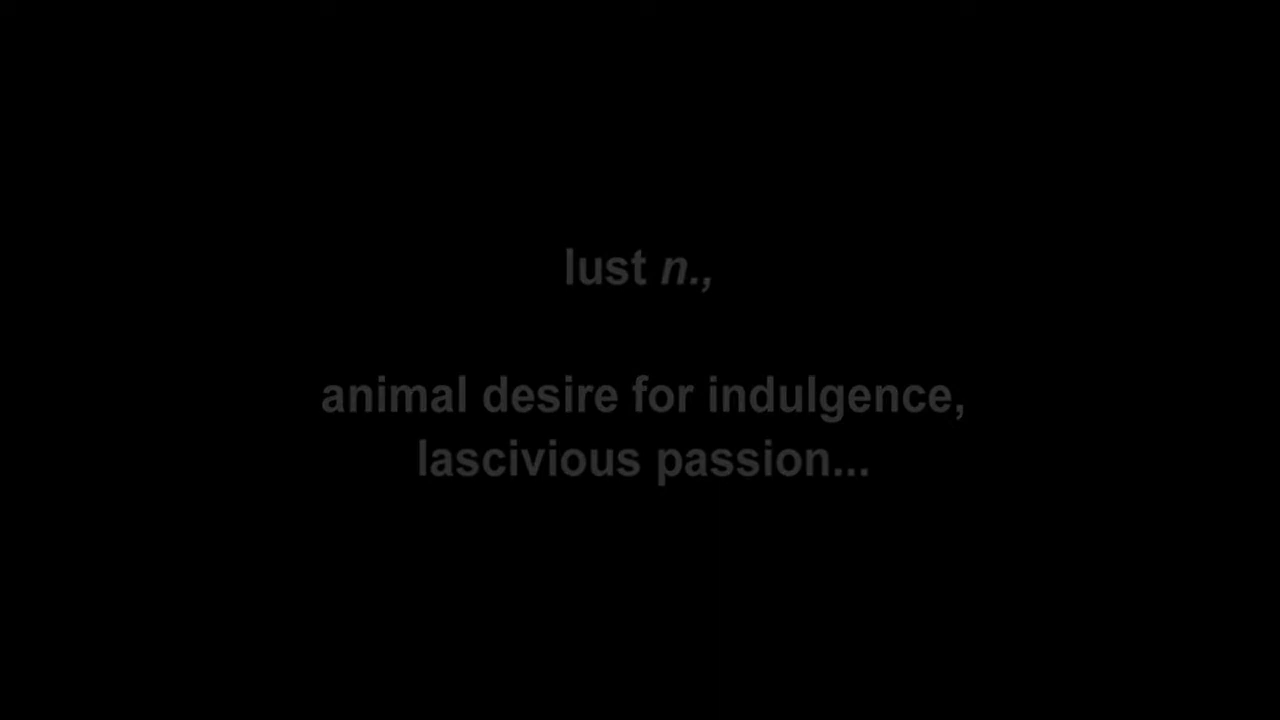 lust n.,
animal desire for indulgence,
lascivious passion...